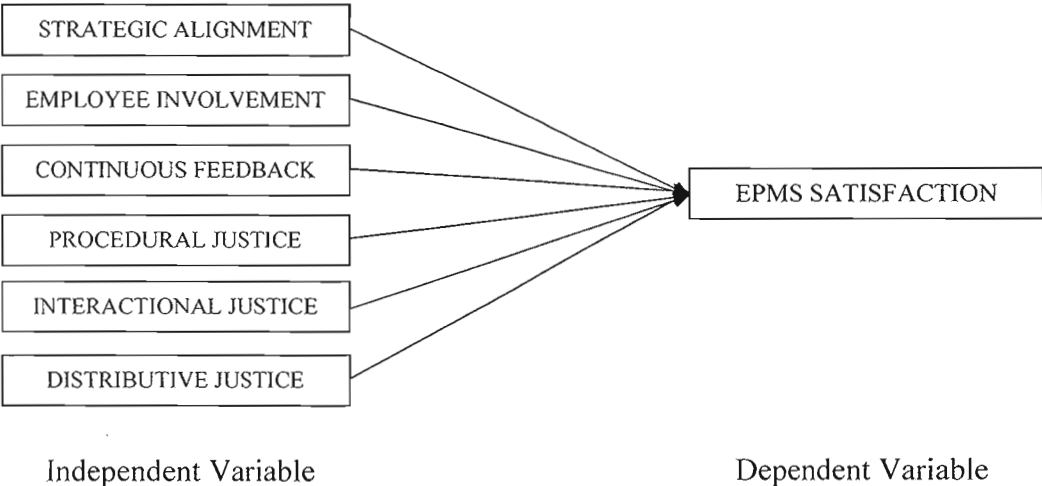 STRATEGIC ALIGNMENT
EMPLOYEE INVOLVEMENT
CONTINUOUS FEEDBACK
PROCEDURAL JUSTICE
INTERACTIONAL JUSTICE
DISTRIBUTIVE JUSTICE
EPMS SATISFACTION
Independent Variable
Dependent Variable